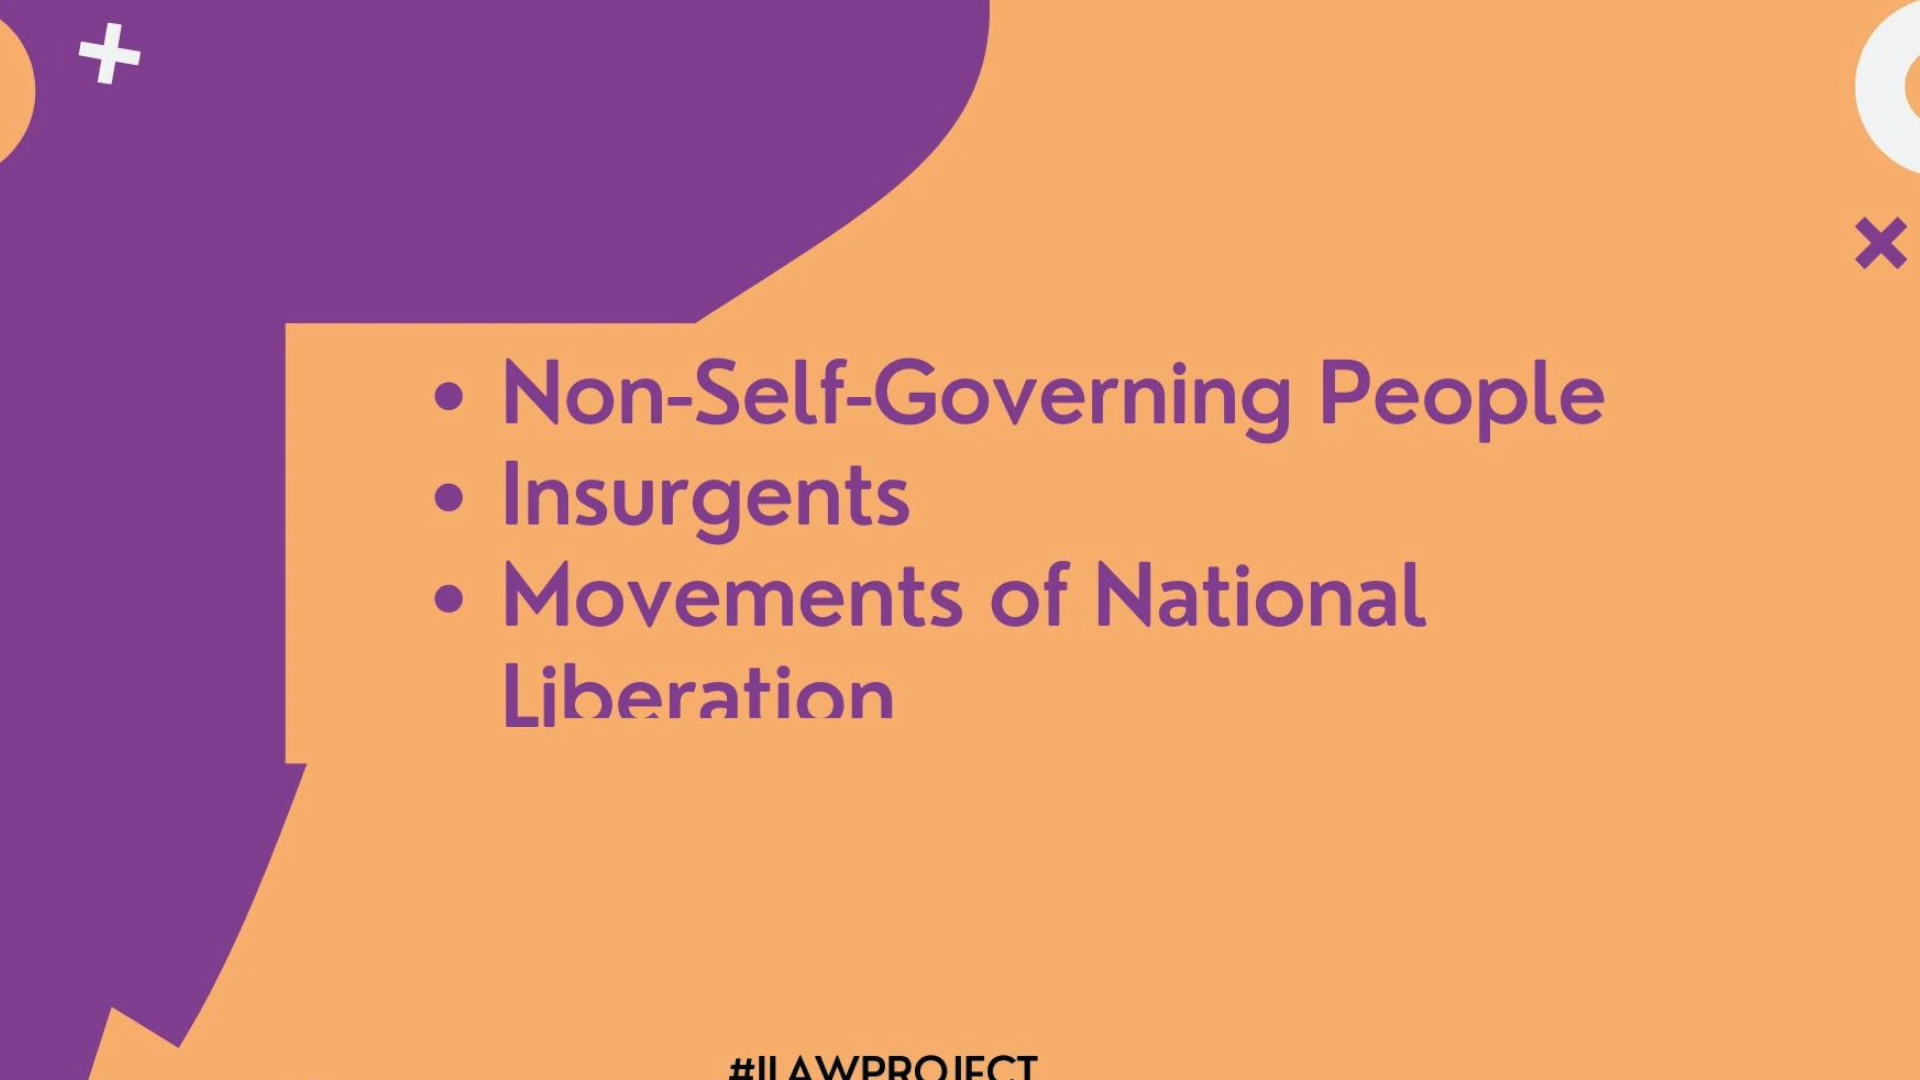 • Non-Self-Governing People
• Insurgents
• Movements of National
Liberation
#ILAWPROJECT